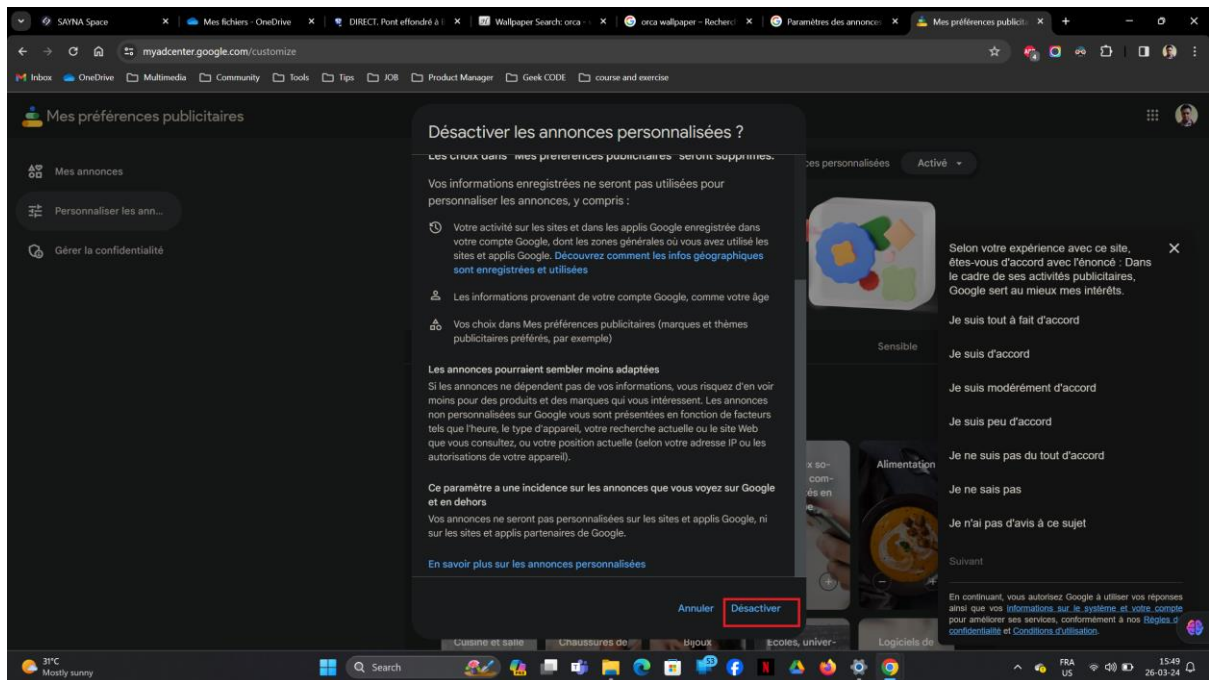 SAYNA Space
Mes fichiers - OneDrive
DIRECT. Pont effondré à
Wallpaper Search: orca -
orca wallpaper – Recherc
Paramètres des annonces
Mes préférences publicit
myadcenter.google.com/customize
Inbox
OneDrive
Multimedia
Community
Tools
Tips
JOB
Product Manager
Geek CODE
course and exercise
Mes préférences publicitaires
Mes annonces
Personnaliser les ann...
Gérer la confidentialité
ces personnalisées
Activé
Désactiver les annonces personnalisées ?
Les choix dans "Mes préférences publicitaires" seront supprimés.
Vos informations enregistrées ne seront pas utilisées pour
personnaliser les annonces, y compris :
Votre activité sur les sites et dans les applis Google enregistrée dans
votre compte Google, dont les zones générales où vous avez utilisé les
sites et applis Google. Découvrez comment les infos géographiques
sont enregistrées et utilisées
Les informations provenant de votre compte Google, comme votre âge
Vos choix dans Mes préférences publicitaires (marques et thèmes
publicitaires préférés, par exemple)
Les annonces pourraient sembler moins adaptées
Si les annonces ne dépendent pas de vos informations, vous risquez d'en voir
moins pour des produits et des marques qui vous intéressent. Les annonces
non personnalisées sur Google vous sont présentées en fonction de facteurs
tels que l'heure, le type d'appareil, votre recherche actuelle ou le site Web
que vous consultez, ou votre position actuelle (selon votre adresse IP ou les
autorisations de votre appareil).
Ce paramètre a une incidence sur les annonces que vous voyez sur Google
et en dehors
Vos annonces ne seront pas personnalisées sur les sites et applis Google, ni
sur les sites et applis partenaires de Google.
En savoir plus sur les annonces personnalisées
Annuler
Désactiver
Sensible
x so-
com-
és en
Alimentation
Cuisine et salle
Chaussures de
Bijoux
Écoles, univer-
Logiciels de
Selon votre expérience avec ce site,
êtes-vous d'accord avec l'énoncé : Dans
le cadre de ses activités publicitaires,
Google sert au mieux mes intérêts.
Je suis tout à fait d'accord
Je suis d'accord
Je suis modérément d'accord
Je suis peu d'accord
Je ne suis pas du tout d'accord
Je ne sais pas
Je n'ai pas d'avis à ce sujet
Suivant
En continuant, vous autorisez Google à utiliser vos réponses
ainsi que vos informations sur le système et votre compte
pour améliorer ses services, conformément à nos Règles d
confidentialité et Conditions d'utilisation.
31°C
Mostly sunny
Search
FRA
US
15:49
26-03-24